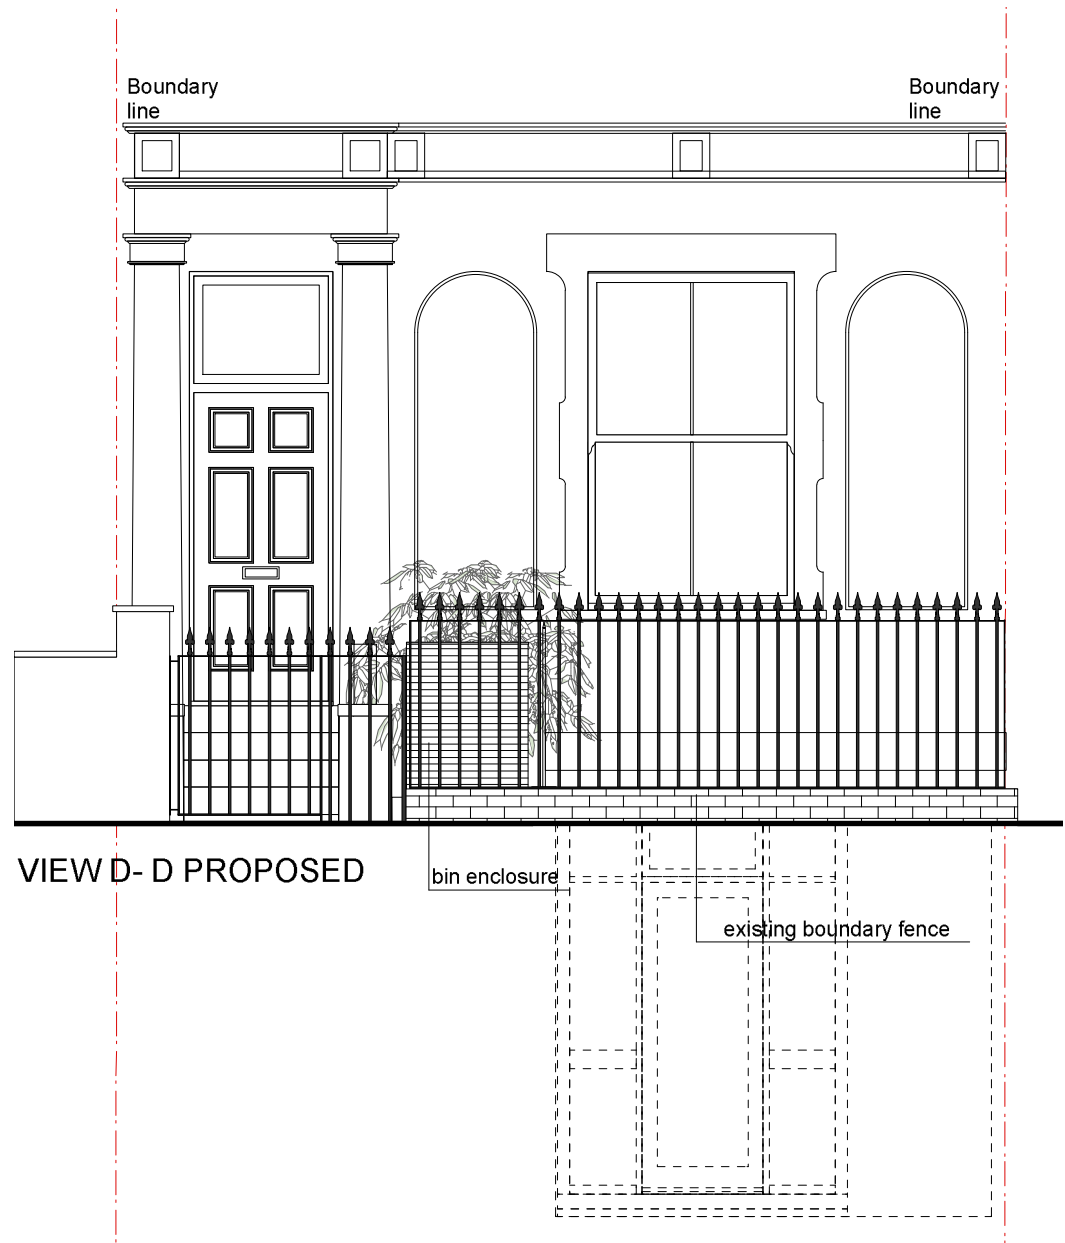 Boundary
line
Boundary
line
VIEW D- D PROPOSED
bin enclosure
existing boundary fence